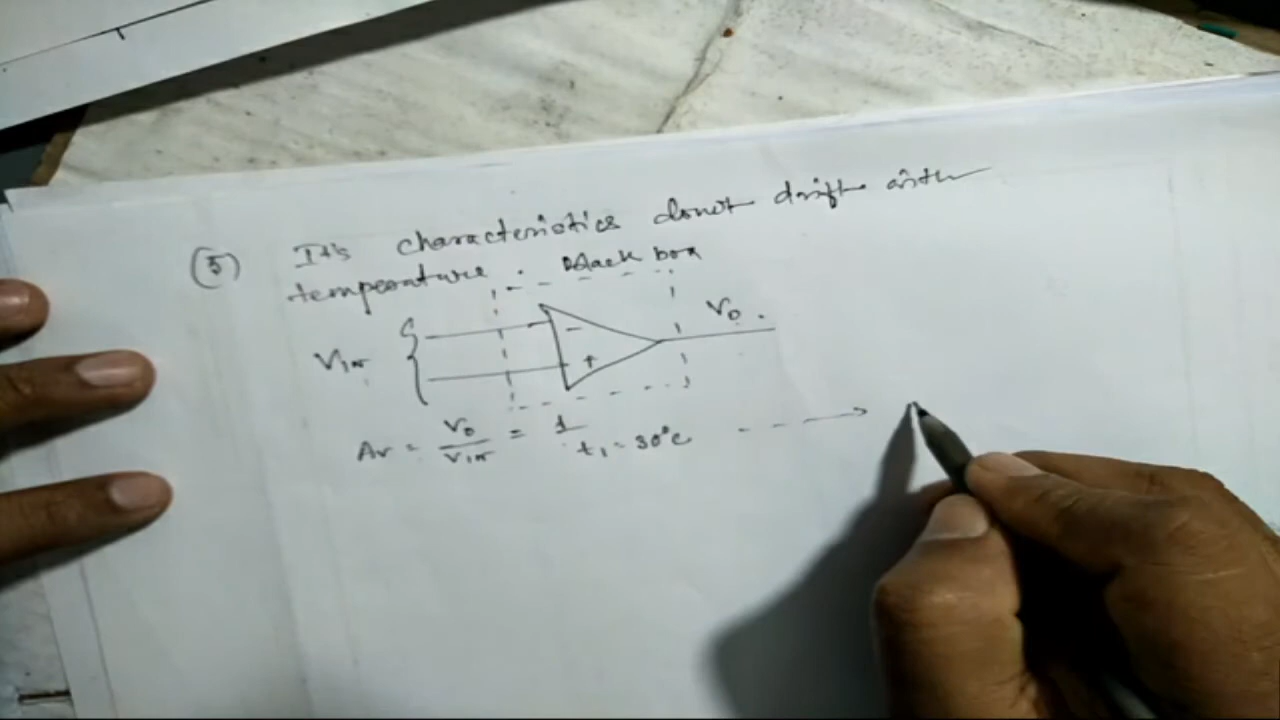 (5) It's characteristics donot drift with
temperature . Black box
Vin - + Vo .
Av = Vo/Vin = 1 t1 = 30°c